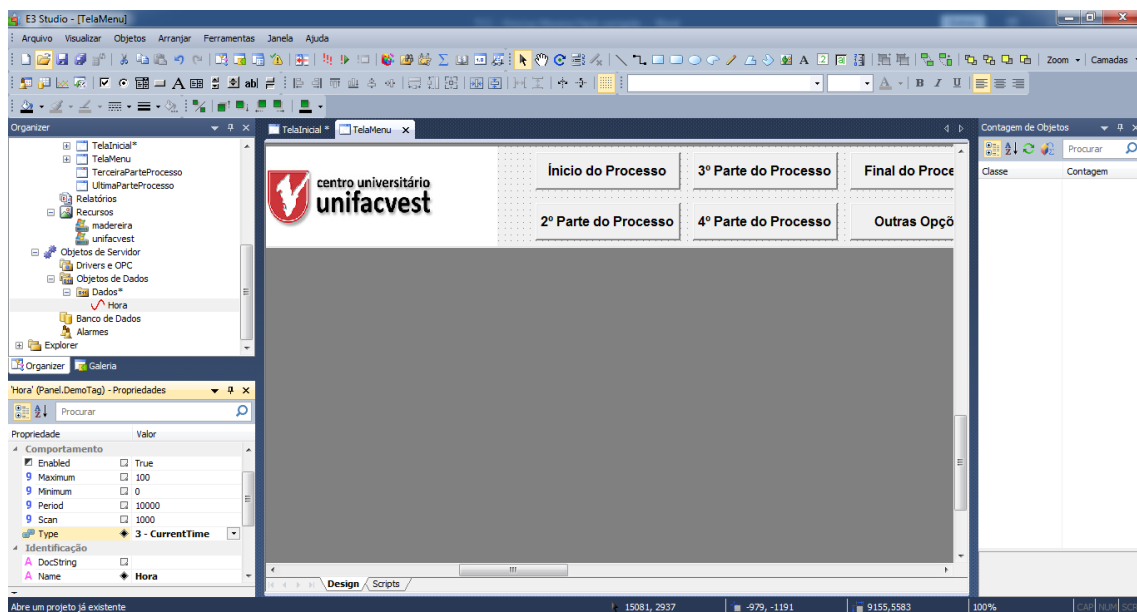 E3 Studio - [TelaMenu]
Arquivo Visualizar Objetos Arranjar Ferramentas Janela Ajuda
Zoom Camadas
Organizer
TelaInicial*
TelaMenu
TerceiraParteProcesso
UltimaParteProcesso
Relatórios
Recursos
madereira
unifacvest
Objetos de Servidor
Drivers e OPC
Objetos de Dados
Dados*
Hora
Banco de Dados
Alarmes
Explorer
Organizer Galeria
'Hora' (Panel.DemoTag) - Propriedades
Procurar
Propriedade Valor
Comportamento
Enabled True
Maximum 100
Minimum 0
Period 10000
Scan 1000
Type 3 - CurrentTime
Identificação
DocString
Name Hora
TelaInicial * TelaMenu
centro universitário
unifacvest
Ínicio do Processo 3º Parte do Processo Final do Proce
2º Parte do Processo 4º Parte do Processo Outras Opçõ
Design Scripts
Contagem de Objetos
Procurar
Classe Contagem
Abre um projeto já existente 15081, 2937 -979, -1191 9155,5583 100% CAP NUM SCR